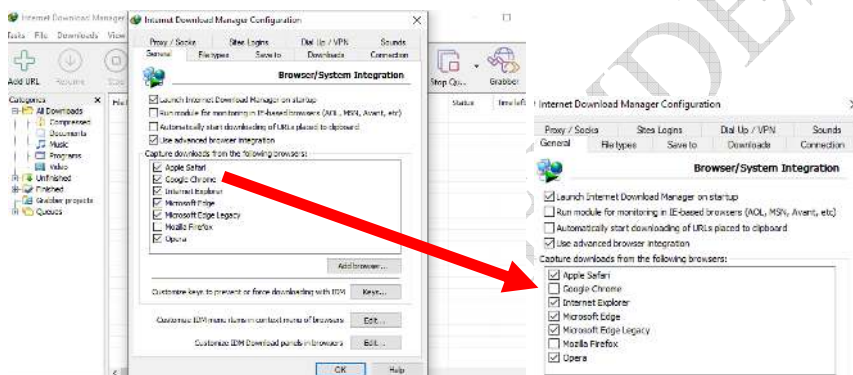 Internet Download Manager
Tasks File Downloads View
Add URL
Resume
Stop Qu...
Grabber
Categories
All Downloads
Compressed
Documents
Music
Programs
Video
Unfinished
Finished
Grabber projects
Queues
Status
Time left
Internet Download Manager Configuration
Proxy / Socks Sites Logins Dial Up / VPN Sounds
General File types Save to Downloads Connection
Browser/System Integration
Launch Internet Download Manager on startup
Run module for monitoring in IE-based browsers (AOL, MSN, Avant, etc)
Automatically start downloading of URLs placed to clipboard
Use advanced browser integration
Capture downloads from the following browsers:
Apple Safari
Google Chrome
Internet Explorer
Microsoft Edge
Microsoft Edge Legacy
Mozilla Firefox
Opera
Add browser...
Customize keys to prevent or force downloading with IDM Keys...
Customize IDM menu items in context menu of browsers Edit...
Customize IDM Download panels in browsers Edit...
OK Help
Internet Download Manager Configuration
Proxy / Socks Sites Logins Dial Up / VPN Sounds
General File types Save to Downloads Connection
Browser/System Integration
Launch Internet Download Manager on startup
Run module for monitoring in IE-based browsers (AOL, MSN, Avant, etc)
Automatically start downloading of URLs placed to clipboard
Use advanced browser integration
Capture downloads from the following browsers:
Apple Safari
Google Chrome
Internet Explorer
Microsoft Edge
Microsoft Edge Legacy
Mozilla Firefox
Opera